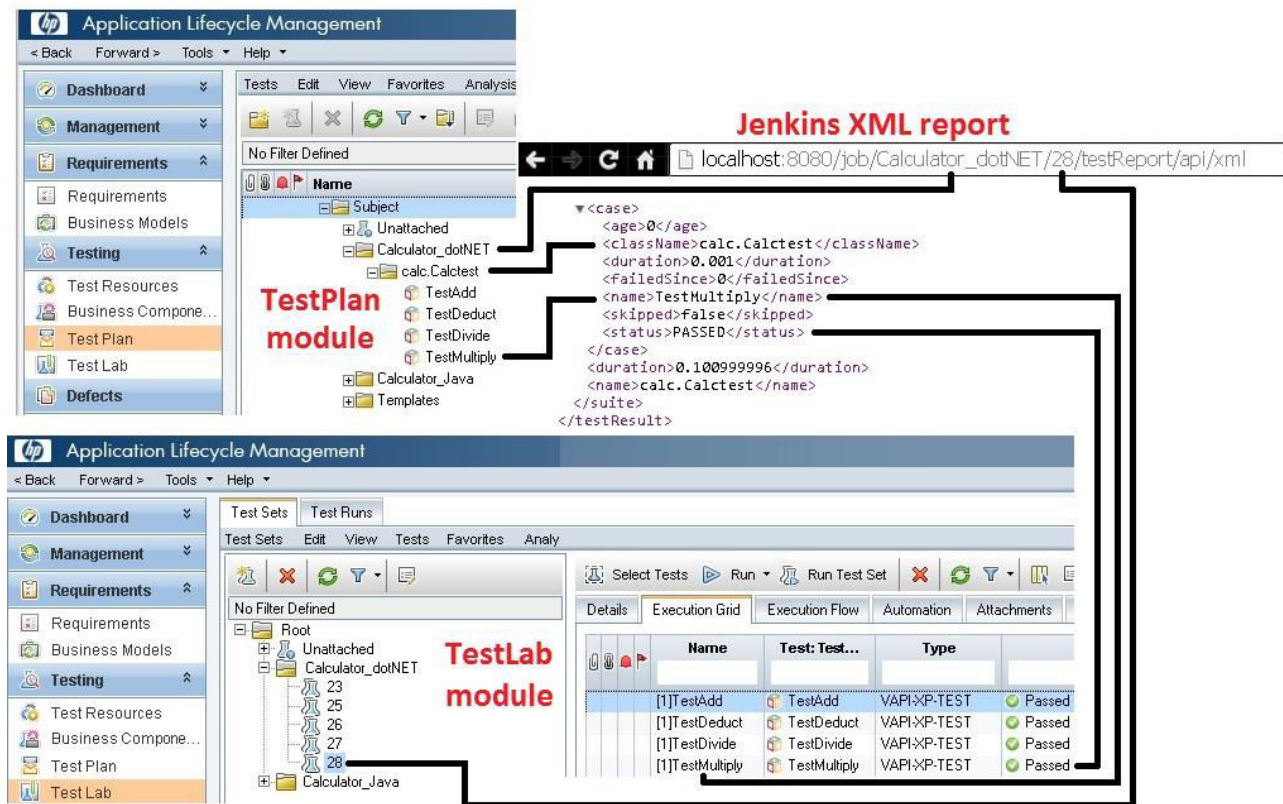 hp Application Lifecycle Management
< Back Forward > Tools Help
Dashboard
Management
Requirements
Requirements
Business Models
Testing
Test Resources
Business Compone...
Test Plan
Test Lab
Defects
Tests Edit View Favorites Analysis
No Filter Defined
Name
Subject
Unattached
Calculator_dotNET
calc.Calctest
TestAdd
TestDeduct
TestDivide
TestMultiply
Calculator_Java
Templates
TestPlan
module
Jenkins XML report
localhost:8080/job/Calculator_dotNET/28/testReport/api/xml
<case>
<age>0</age>
<className>calc.Calctest</className>
<duration>0.001</duration>
<failedSince>0</failedSince>
<name>TestMultiply</name>
<skipped>false</skipped>
<status>PASSED</status>
</case>
<duration>0.100999996</duration>
<name>calc.Calctest</name>
</suite>
</testResult>
hp Application Lifecycle Management
< Back Forward > Tools Help
Dashboard
Management
Requirements
Requirements
Business Models
Testing
Test Resources
Business Compone...
Test Plan
Test Lab
Test Sets Test Runs
Test Sets Edit View Tests Favorites Analy
No Filter Defined
Root
Unattached
Calculator_dotNET
23
25
26
27
28
Calculator_Java
TestLab
module
Select Tests Run Run Test Set
Details Execution Grid Execution Flow Automation Attachments
Name Test: Test... Type
[1]TestAdd TestAdd VAPI-XP-TEST Passed
[1]TestDeduct TestDeduct VAPI-XP-TEST Passed
[1]TestDivide TestDivide VAPI-XP-TEST Passed
[1]TestMultiply TestMultiply VAPI-XP-TEST Passed